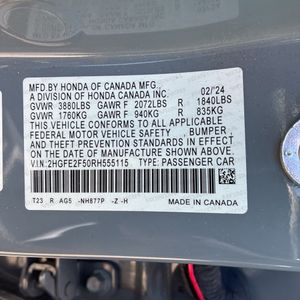 MFD.BY HONDA OF CANADA MFG.,
A DIVISION OF HONDA CANADA INC. 02/'24
GVWR 3880LBS GAWR F 2072LBS R 1840LBS
GVWR 1760KG GAWR F 940KG R 835KG
THIS VEHICLE CONFORMS TO ALL APPLICABLE
FEDERAL MOTOR VEHICLE SAFETY , BUMPER ,
AND THEFT PREVENTION STANDARDS IN EFFECT
ON THE DATE OF MANUFACTURE SHOWN ABOVE.
V.I.N:2HGFE2F50RH555115 TYPE:PASSENGER CAR
T23 R AG5 -NH877P -Z -H
MADE IN CANADA